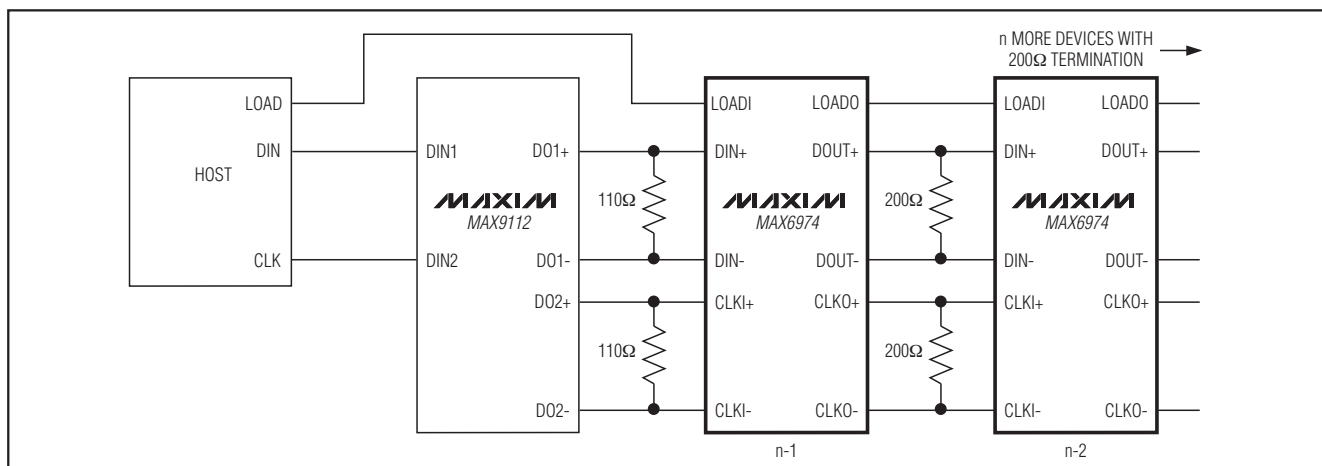 n MORE DEVICES WITH
200Ω TERMINATION
HOST
LOAD
DIN
CLK
DIN1
DIN2
MAXIM
MAX9112
DO1+
DO1-
DO2+
DO2-
110Ω
110Ω
LOADI
DIN+
DIN-
CLKI+
CLKI-
MAXIM
MAX6974
LOADO
DOUT+
DOUT-
CLKO+
CLKO-
n-1
200Ω
200Ω
LOADI
DIN+
DIN-
CLKI+
CLKI-
MAXIM
MAX6974
LOADO
DOUT+
DOUT-
CLKO+
CLKO-
n-2